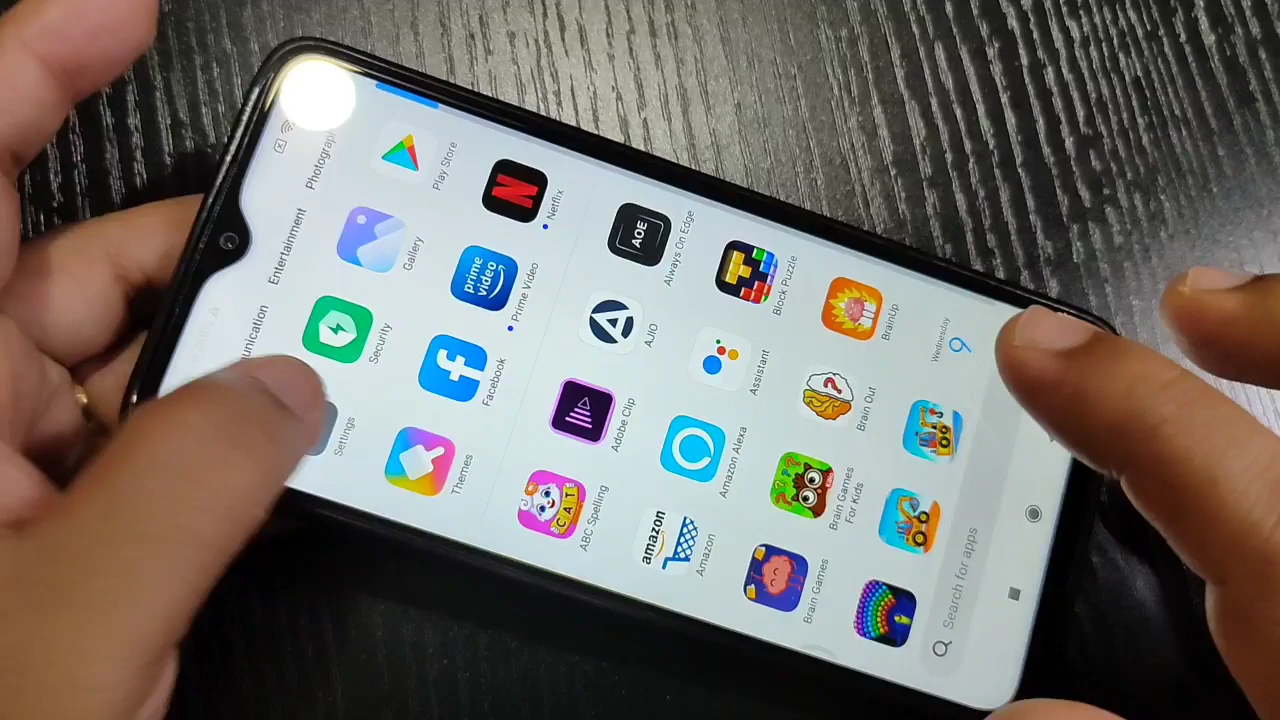 unication
Entertainment
Photograph
Settings
Security
Gallery
Play Store
Themes
Facebook
prime video
Prime Video
N
Netflix
CAT
ABC Spelling
Adobe Clip
AJIO
AOE
Always On Edge
amazon
Amazon
Amazon Alexa
Assistant
Block Puzzle
Brain Games
Brain Games
For Kids
Brain Out
BrainUp
Wednesday
9
Search for apps